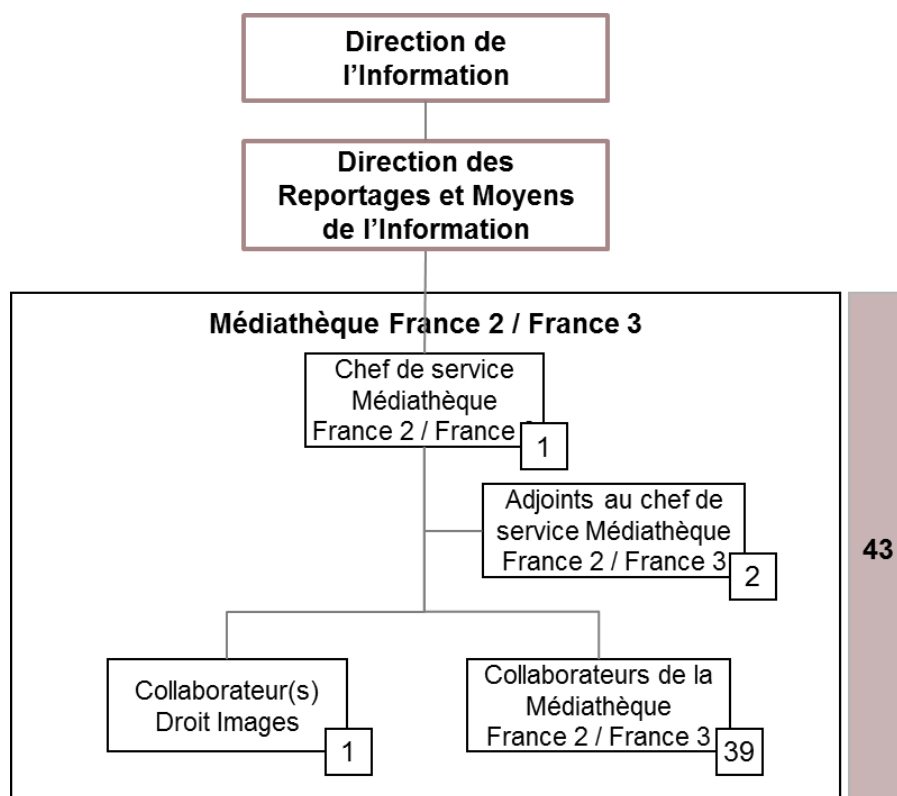 Direction de
l’Information
Direction des
Reportages et Moyens
de l’Information
Médiathèque France 2 / France 3
Chef de service
Médiathèque
France 2 / France
1
Adjoints au chef de
service Médiathèque
France 2 / France 3
2
43
Collaborateur(s)
Droit Images
1
Collaborateurs de la
Médiathèque
France 2 / France 3
39